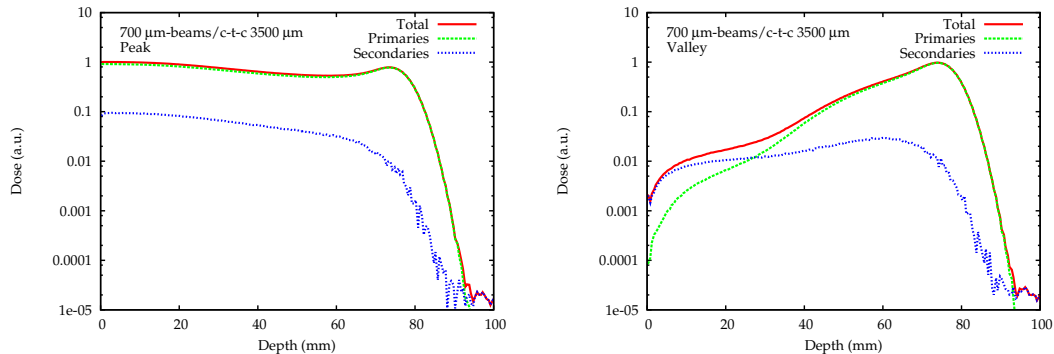 700 μm-beams/c-t-c 3500 μm
Peak
Total
Primaries
Secondaries
10
1
0.1
0.01
0.001
0.0001
1e-05
Dose (a.u.)
0
20
40
60
80
100
Depth (mm)
700 μm-beams/c-t-c 3500 μm
Valley
Total
Primaries
Secondaries
10
1
0.1
0.01
0.001
0.0001
1e-05
Dose (a.u.)
0
20
40
60
80
100
Depth (mm)